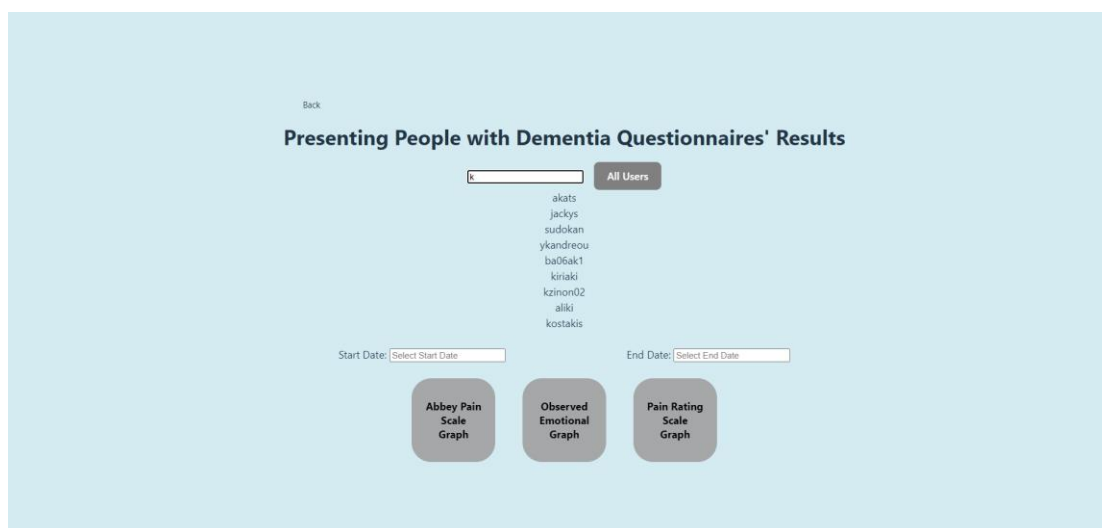 Back
Presenting People with Dementia Questionnaires' Results
k All Users
akats
jackys
sudokan
ykandreou
ba06ak1
kiriaki
kzinon02
aliki
kostakis
Start Date: Select Start Date End Date: Select End Date
Abbey Pain
Scale
Graph
Observed
Emotional
Graph
Pain Rating
Scale
Graph